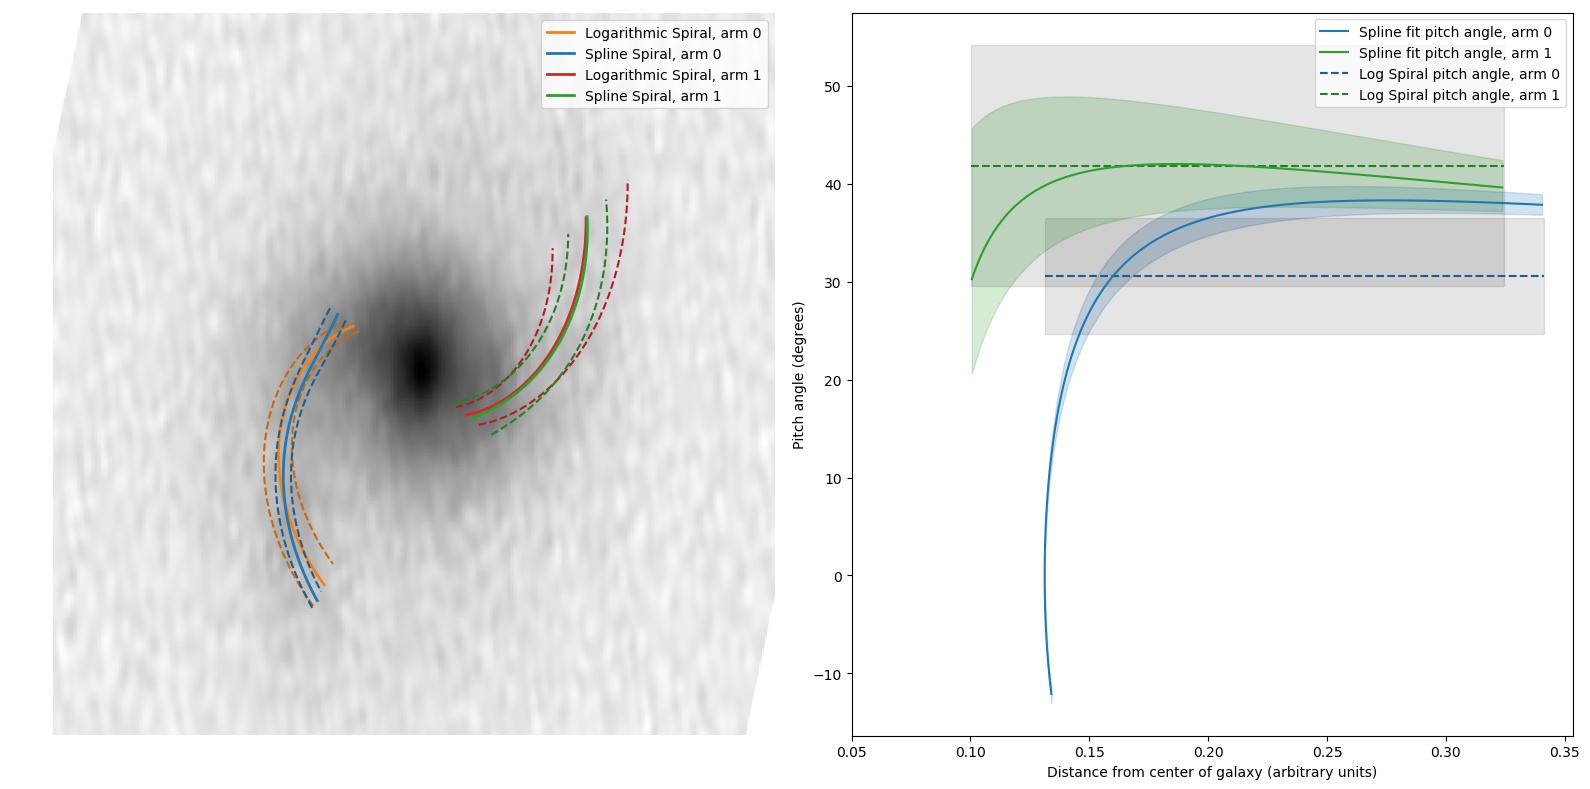 Logarithmic Spiral, arm 0
Spline Spiral, arm 0
Logarithmic Spiral, arm 1
Spline Spiral, arm 1
Spline fit pitch angle, arm 0
Spline fit pitch angle, arm 1
Log Spiral pitch angle, arm 0
Log Spiral pitch angle, arm 1
50
40
30
20
10
0
−10
Pitch angle (degrees)
0.05 0.10 0.15 0.20 0.25 0.30 0.35
Distance from center of galaxy (arbitrary units)